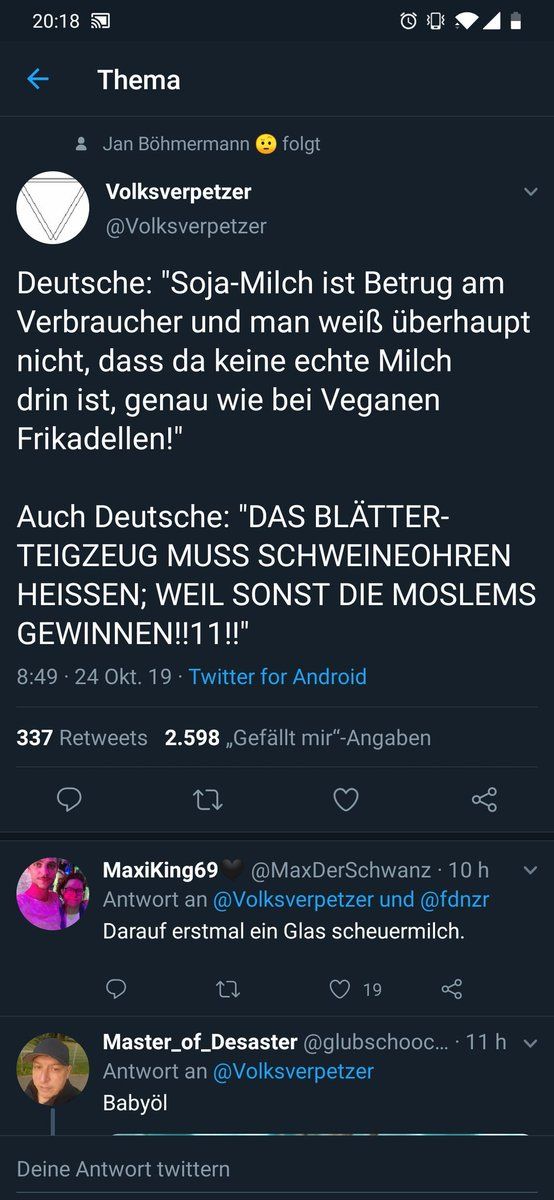 20:18
Thema
Jan Böhmermann 🤨 folgt
Volksverpetzer
@Volksverpetzer
Deutsche: "Soja-Milch ist Betrug am
Verbraucher und man weiß überhaupt
nicht, dass da keine echte Milch
drin ist, genau wie bei Veganen
Frikadellen!"
Auch Deutsche: "DAS BLÄTTER-
TEIGZEUG MUSS SCHWEINEOHREN
HEISSEN; WEIL SONST DIE MOSLEMS
GEWINNEN!!11!!"
8:49 · 24 Okt. 19 · Twitter for Android
337 Retweets 2.598 „Gefällt mir“-Angaben
MaxiKing69🖤 @MaxDerSchwanz · 10 h
Antwort an @Volksverpetzer und @fdnzr
Darauf erstmal ein Glas scheuermilch.
19
Master_of_Desaster @glubschooc... · 11 h
Antwort an @Volksverpetzer
Babyöl
Deine Antwort twittern